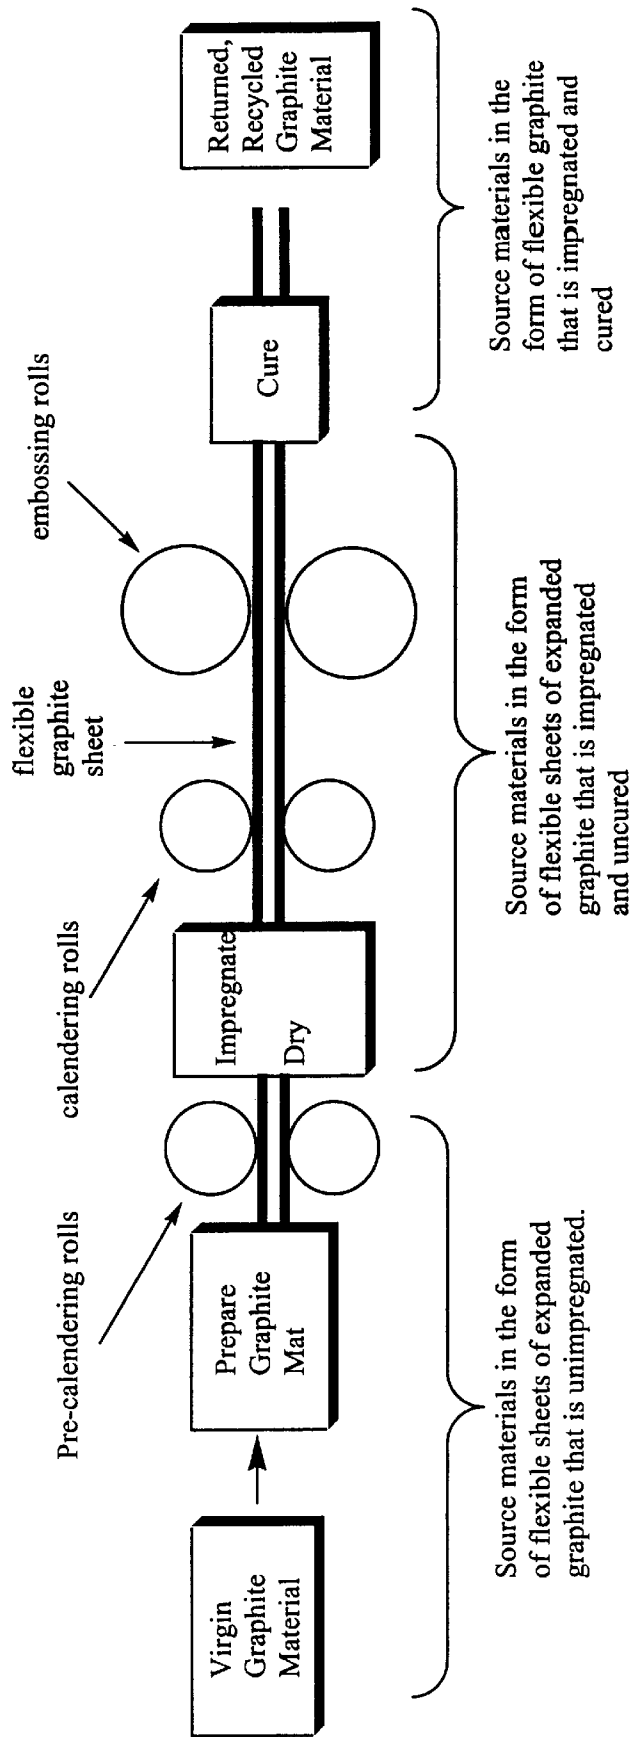 Virgin
Graphite
Material
Prepare
Graphite
Mat
Pre-calendering rolls
Impregnate
Dry
calendering rolls
flexible
graphite
sheet
embossing rolls
Cure
Returned,
Recycled
Graphite
Material
Source materials in the form
of flexible sheets of expanded
graphite that is unimpregnated.
Source materials in the form
of flexible sheets of expanded
graphite that is impregnated
and uncured
Source materials in the
form of flexible graphite
that is impregnated and
cured